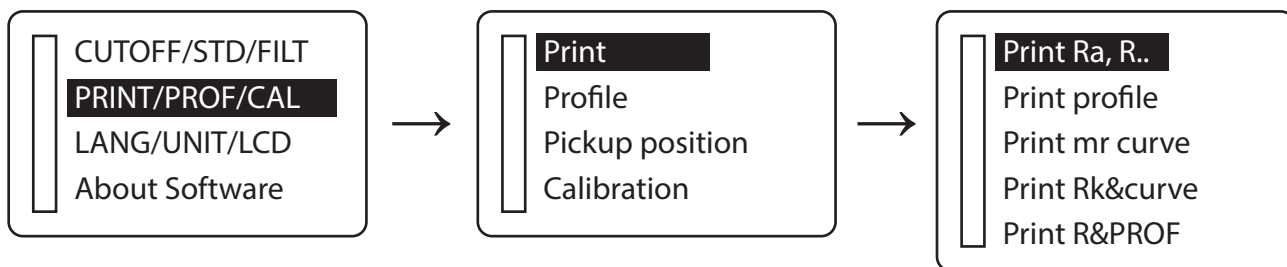 CUTOFF/STD/FILT
PRINT/PROF/CAL
LANG/UNIT/LCD
About Software
Print
Profile
Pickup position
Calibration
Print Ra, R..
Print profile
Print mr curve
Print Rk&curve
Print R&PROF